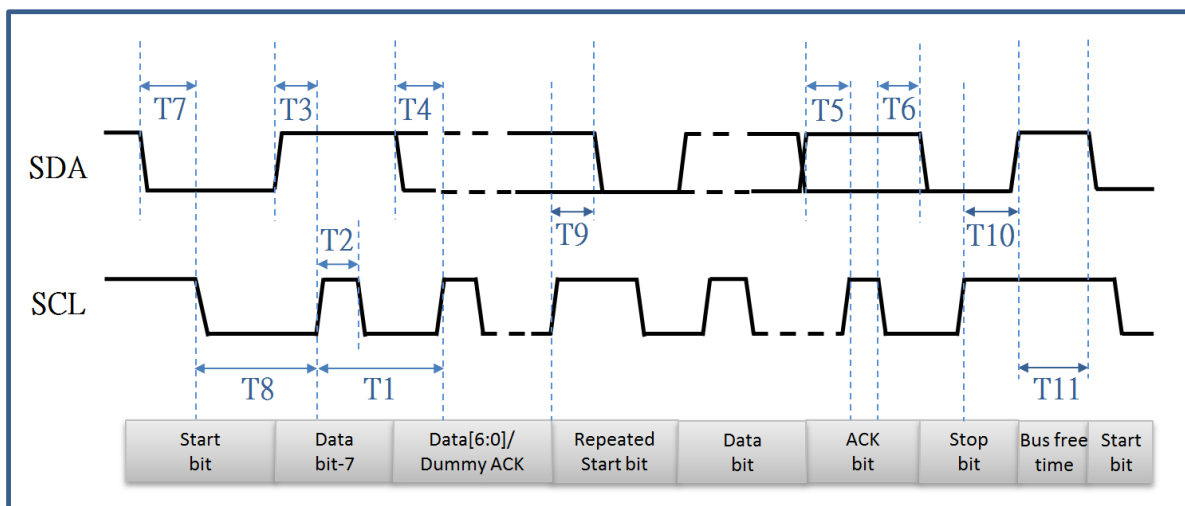 T7
T3
T4
T5
T6
SDA
T9
T10
T2
SCL
T8
T1
T11
Start
bit
Data
bit-7
Data[6:0]/
Dummy ACK
Repeated
Start bit
Data
bit
ACK
bit
Stop
bit
Bus free
time
Start
bit